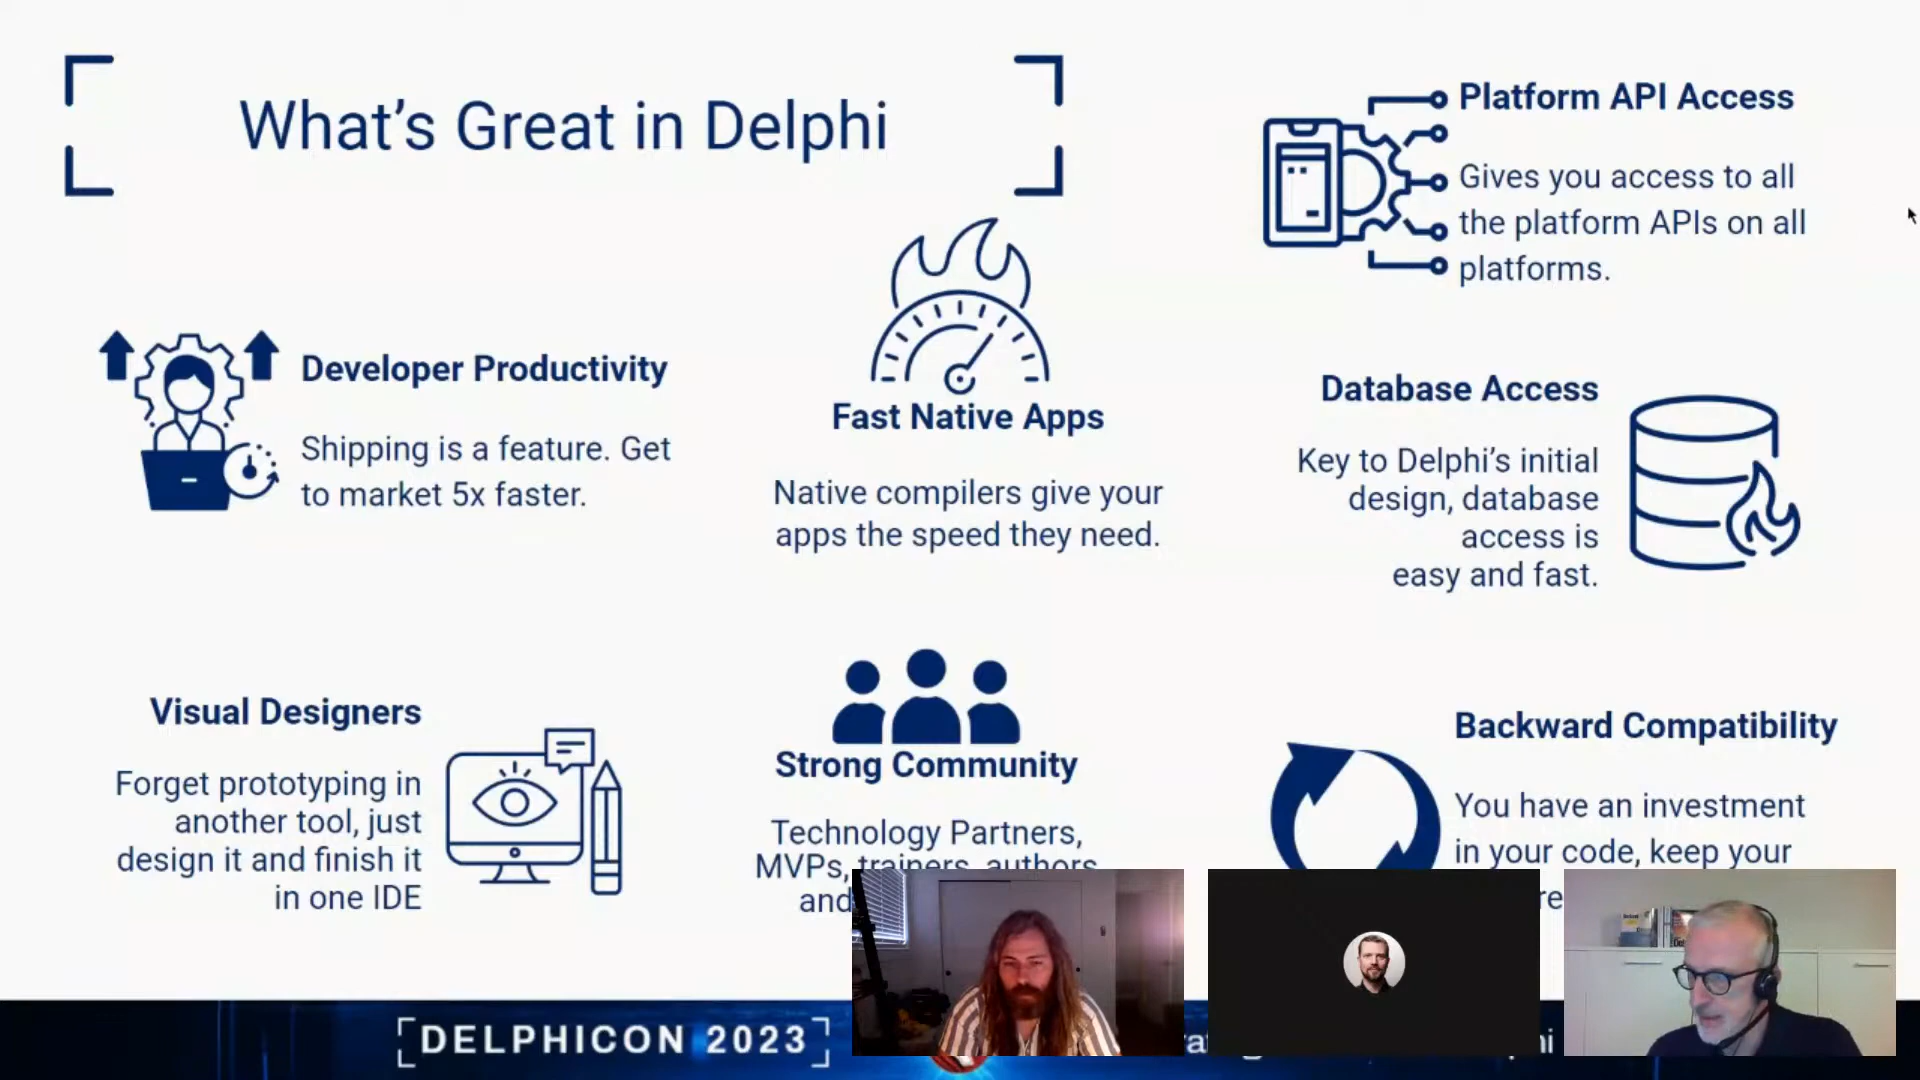 What's Great in Delphi
Platform API Access
Gives you access to all
the platform APIs on all
platforms.
Developer Productivity
Shipping is a feature. Get
to market 5x faster.
Fast Native Apps
Native compilers give your
apps the speed they need.
Database Access
Key to Delphi's initial
design, database
access is
easy and fast.
Visual Designers
Forget prototyping in
another tool, just
design it and finish it
in one IDE
Strong Community
Technology Partners,
MVPs, trainers, authors
and
Backward Compatibility
You have an investment
in your code, keep your
DELPHICON 2023